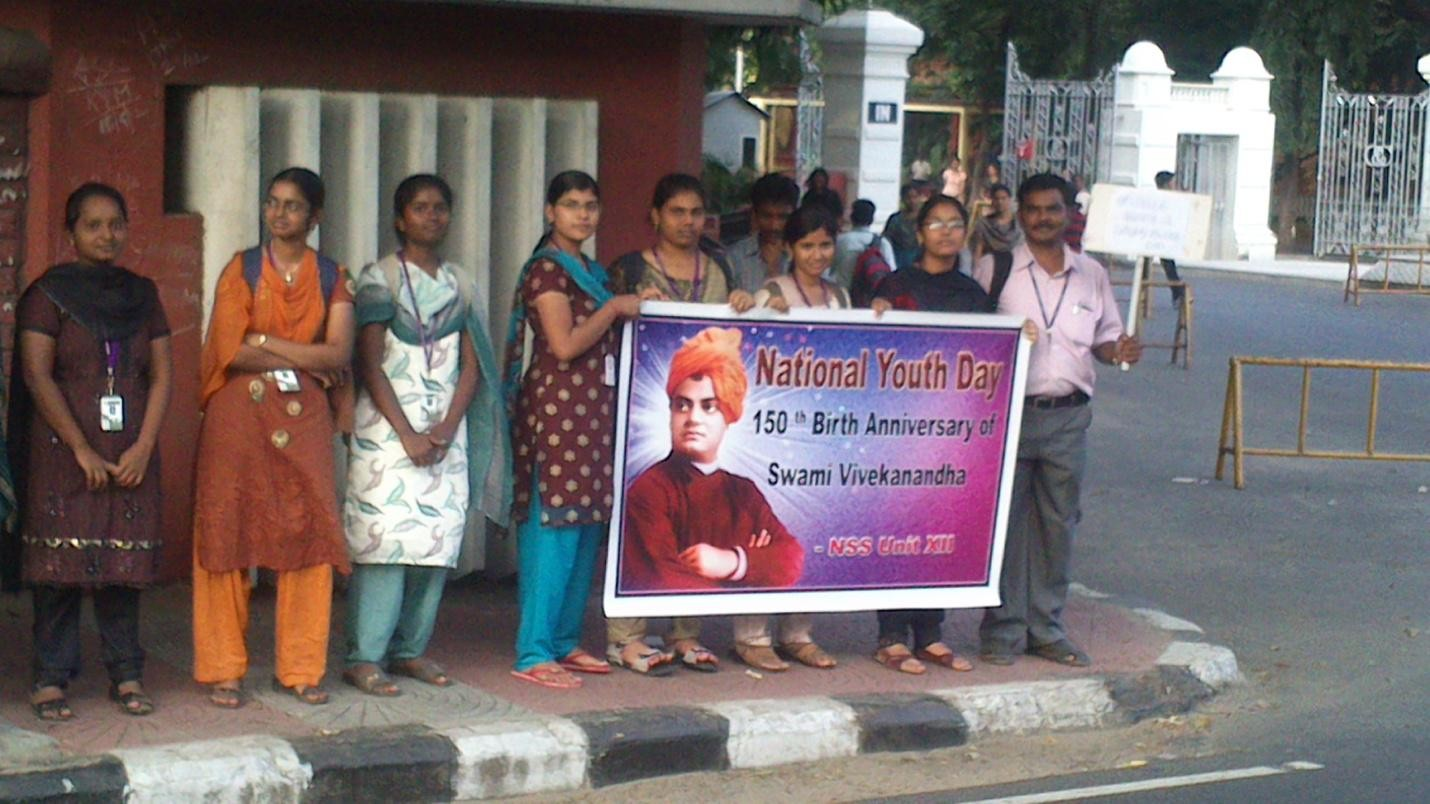 IN
National Youth Day
150 th Birth Anniversary of
Swami Vivekanandha
- NSS Unit XII